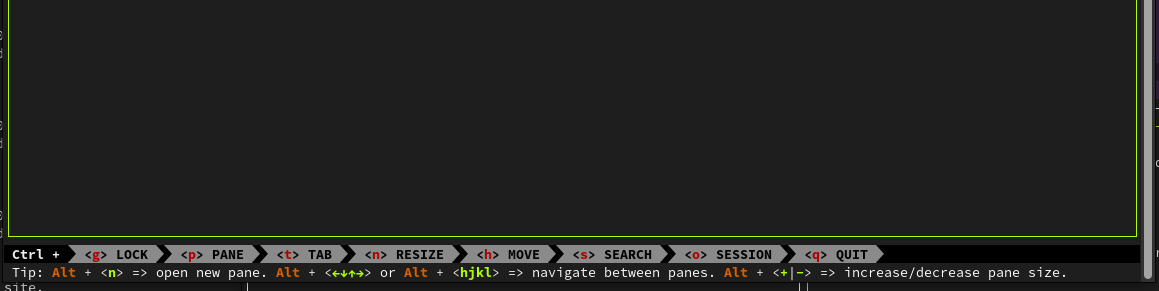 Ctrl + <g> LOCK <p> PANE <t> TAB <n> RESIZE <h> MOVE <s> SEARCH <o> SESSION <q> QUIT
Tip: Alt + <n> => open new pane. Alt + <←↓↑→> or Alt + <hjkl> => navigate between panes. Alt + <+|-> => increase/decrease pane size.
site.